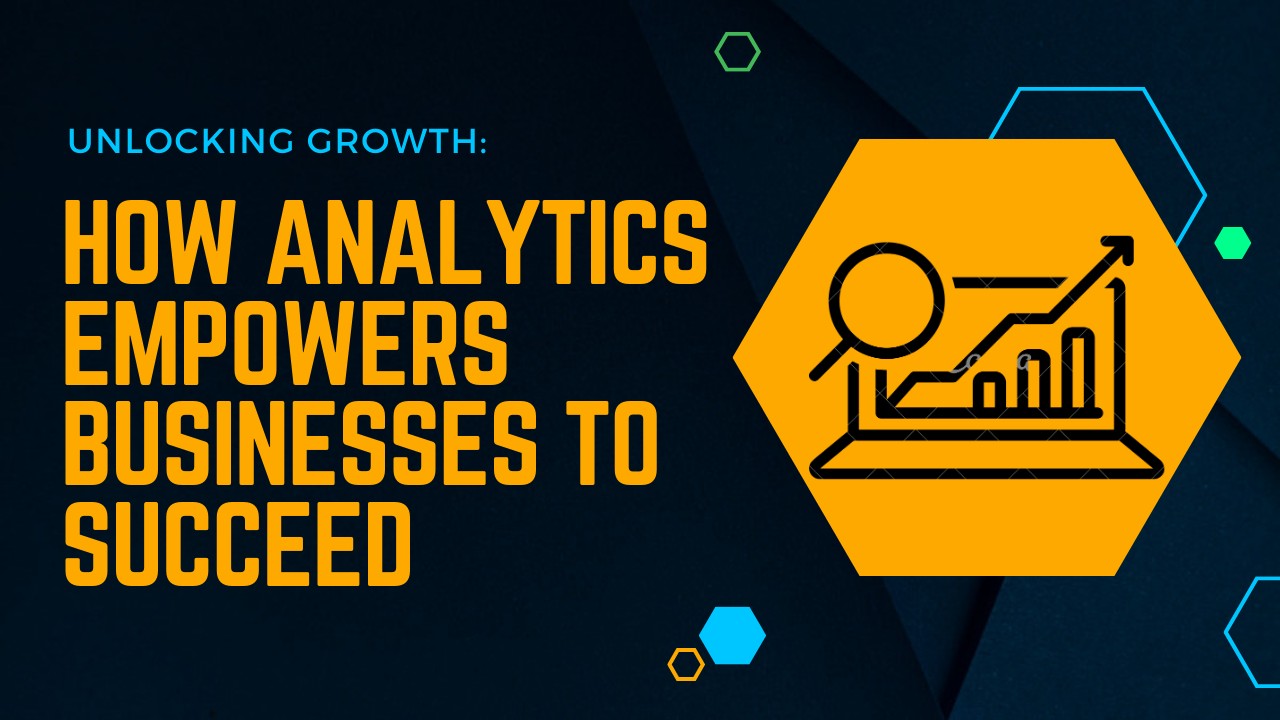 UNLOCKING GROWTH:
HOW ANALYTICS
EMPOWERS
BUSINESSES TO
SUCCEED